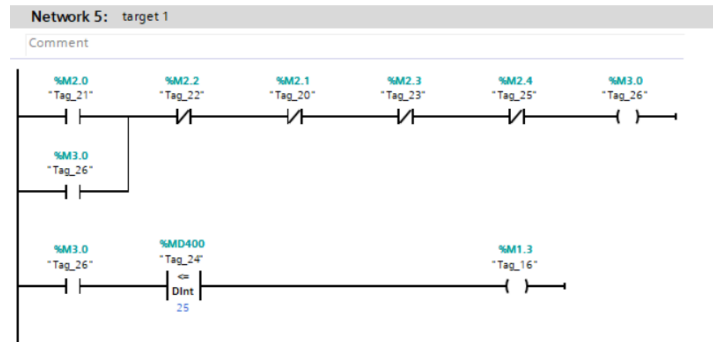 Network 5: target 1
Comment
%M2.0 %M2.2 %M2.1 %M2.3 %M2.4 %M3.0
"Tag_21" "Tag_22" "Tag_20" "Tag_23" "Tag_25" "Tag_26"
%M3.0
"Tag_26"
%M3.0 %MD400 %M1.3
"Tag_26" "Tag_24" "Tag_16"
<=
DInt
25